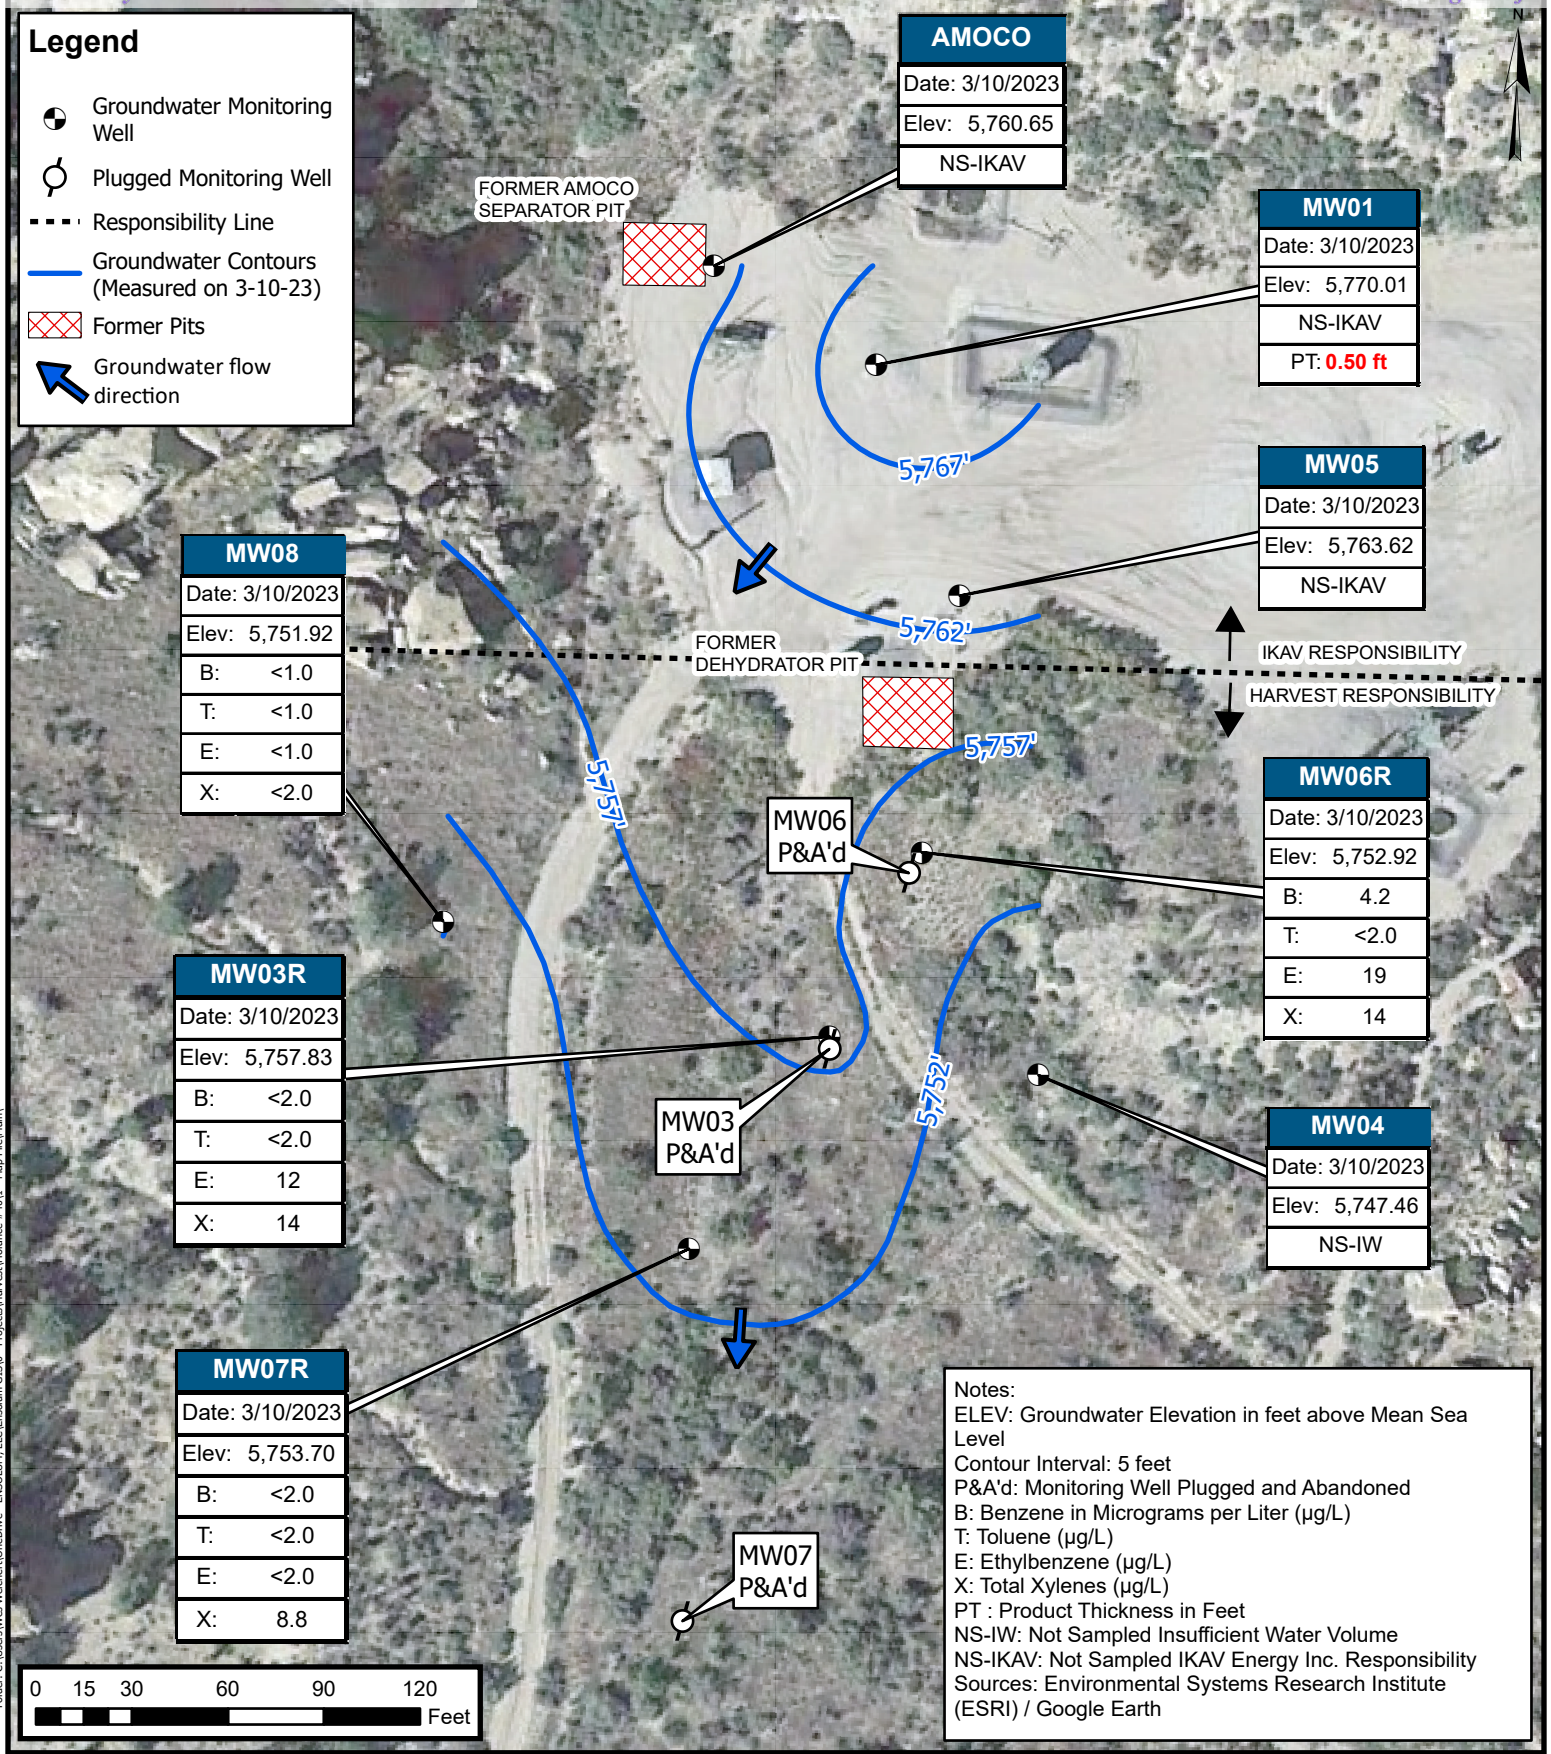 N
Legend
Groundwater Monitoring
Well
Plugged Monitoring Well
Responsibility Line
Groundwater Contours
(Measured on 3-10-23)
Former Pits
Groundwater flow
direction
AMOCO
Date: 3/10/2023
Elev: 5,760.65
NS-IKAV
FORMER AMOCO
SEPARATOR PIT
MW01
Date: 3/10/2023
Elev: 5,770.01
NS-IKAV
PT: 0.50 ft
5,767'
MW05
Date: 3/10/2023
Elev: 5,763.62
NS-IKAV
5,762'
IKAV RESPONSIBILITY
HARVEST RESPONSIBILITY
FORMER
DEHYDRATOR PIT
MW08
Date: 3/10/2023
Elev: 5,751.92
B: <1.0
T: <1.0
E: <1.0
X: <2.0
5,757'
5,757'
MW06
P&A'd
MW06R
Date: 3/10/2023
Elev: 5,752.92
B: 4.2
T: <2.0
E: 19
X: 14
MW03R
Date: 3/10/2023
Elev: 5,757.83
B: <2.0
T: <2.0
E: 12
X: 14
MW03
P&A'd
5,752'
MW04
Date: 3/10/2023
Elev: 5,747.46
NS-IW
MW07R
Date: 3/10/2023
Elev: 5,753.70
B: <2.0
T: <2.0
E: <2.0
X: 8.8
MW07
P&A'd
Notes:
ELEV: Groundwater Elevation in feet above Mean Sea
Level
Contour Interval: 5 feet
P&A'd: Monitoring Well Plugged and Abandoned
B: Benzene in Micrograms per Liter (µg/L)
T: Toluene (µg/L)
E: Ethylbenzene (µg/L)
X: Total Xylenes (µg/L)
PT : Product Thickness in Feet
NS-IW: Not Sampled Insufficient Water Volume
NS-IKAV: Not Sampled IKAV Energy Inc. Responsibility
Sources: Environmental Systems Research Institute
(ESRI) / Google Earth
0 15 30 60 90 120
Feet